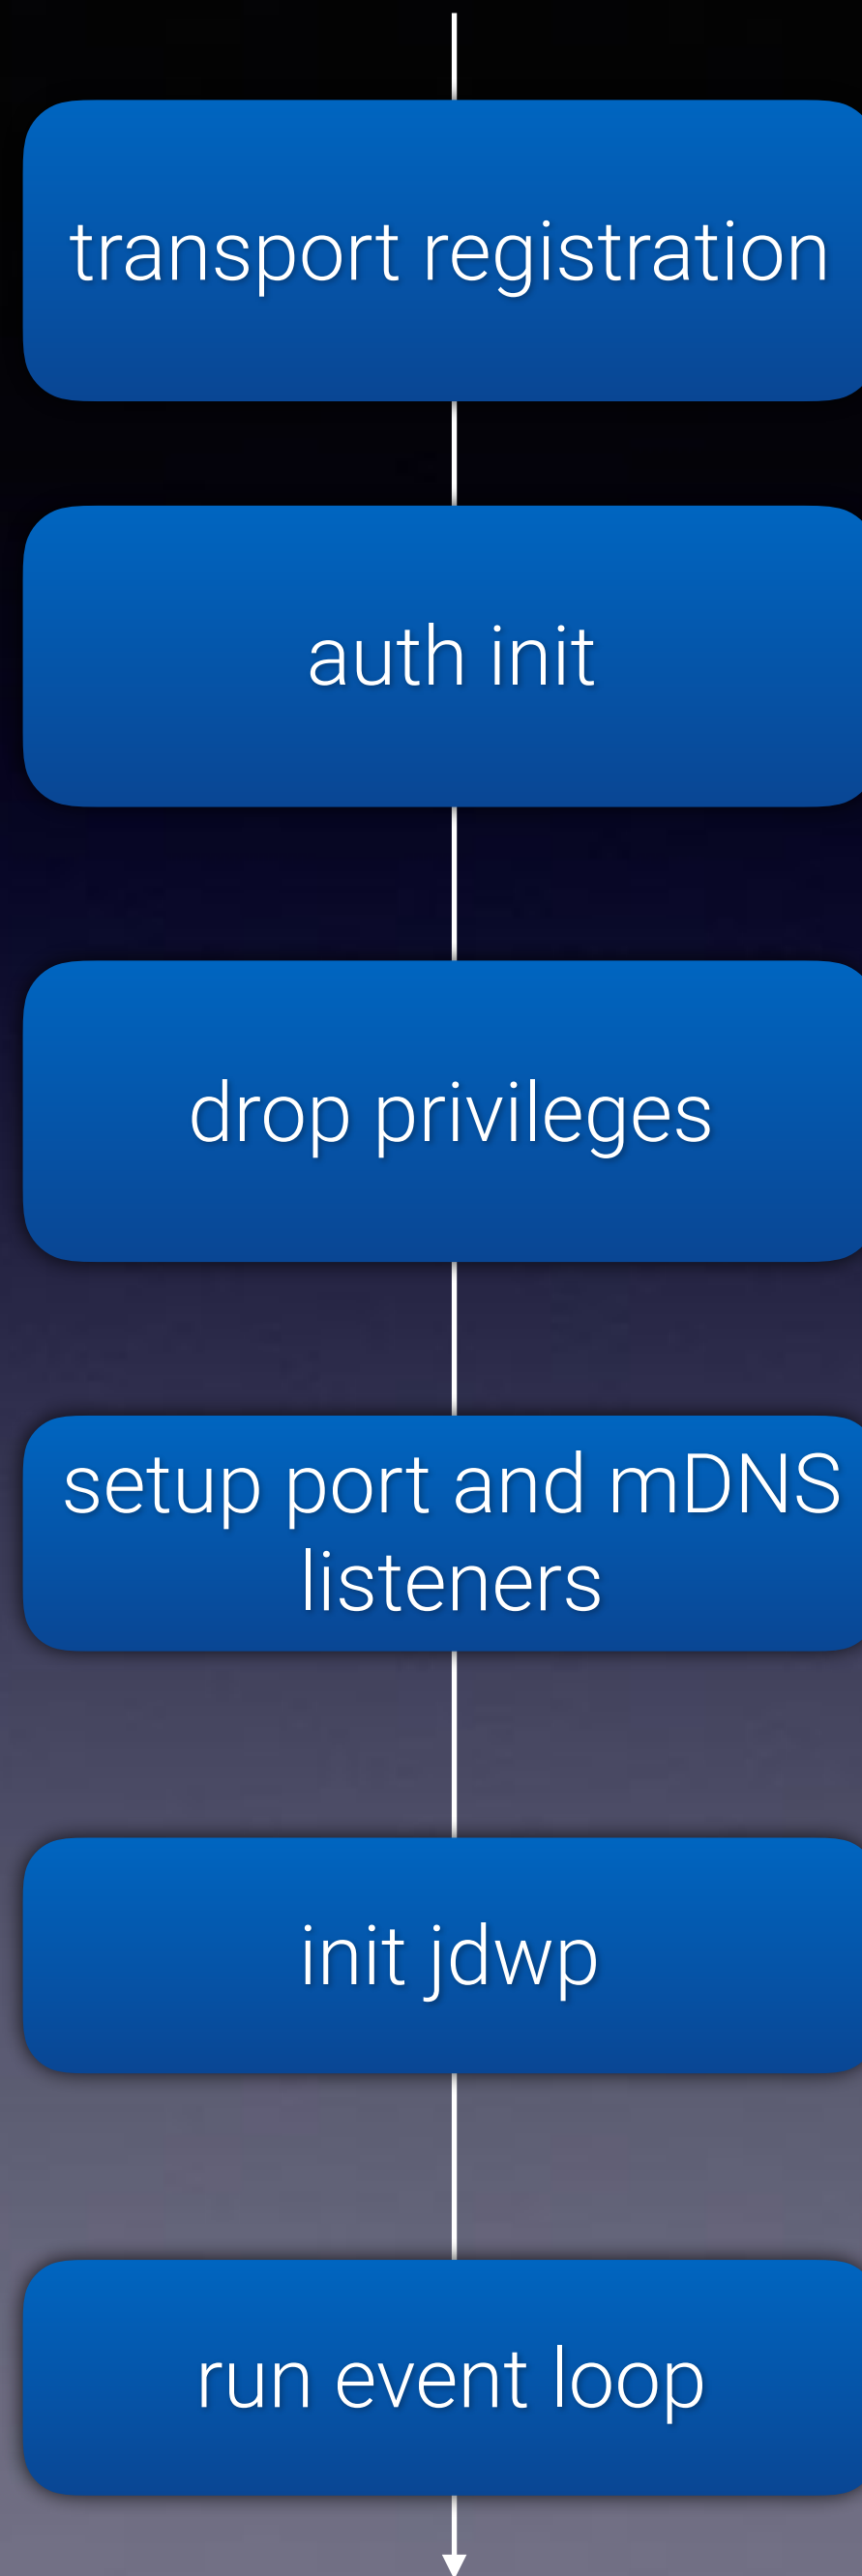 transport registration
auth init
drop privileges
setup port and mDNS
listeners
init jdwp
run event loop